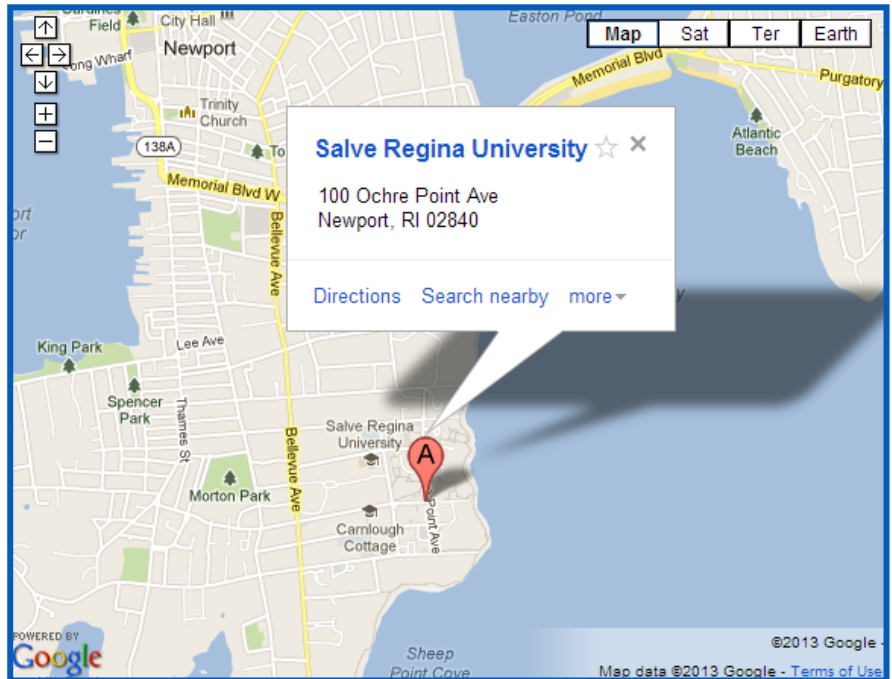 Field
City Hall
Easton Pond
Map
Sat
Ter
Earth
Newport
Long Wharf
Memorial Blvd
Purgatory
Trinity
Church
138A
To
Atlantic
Beach
Salve Regina University
100 Ochre Point Ave
Newport, RI 02840
Memorial Blvd W
Bellevue Ave
Directions
Search nearby
more
King Park
Lee Ave
Spencer
Park
Thames St
Salve Regina
University
Bellevue Ave
A
Morton Park
Carnlough
Cottage
Point Ave
POWERED BY
Google
Sheep
Point Cove
©2013 Google -
Map data ©2013 Google - Terms of Use